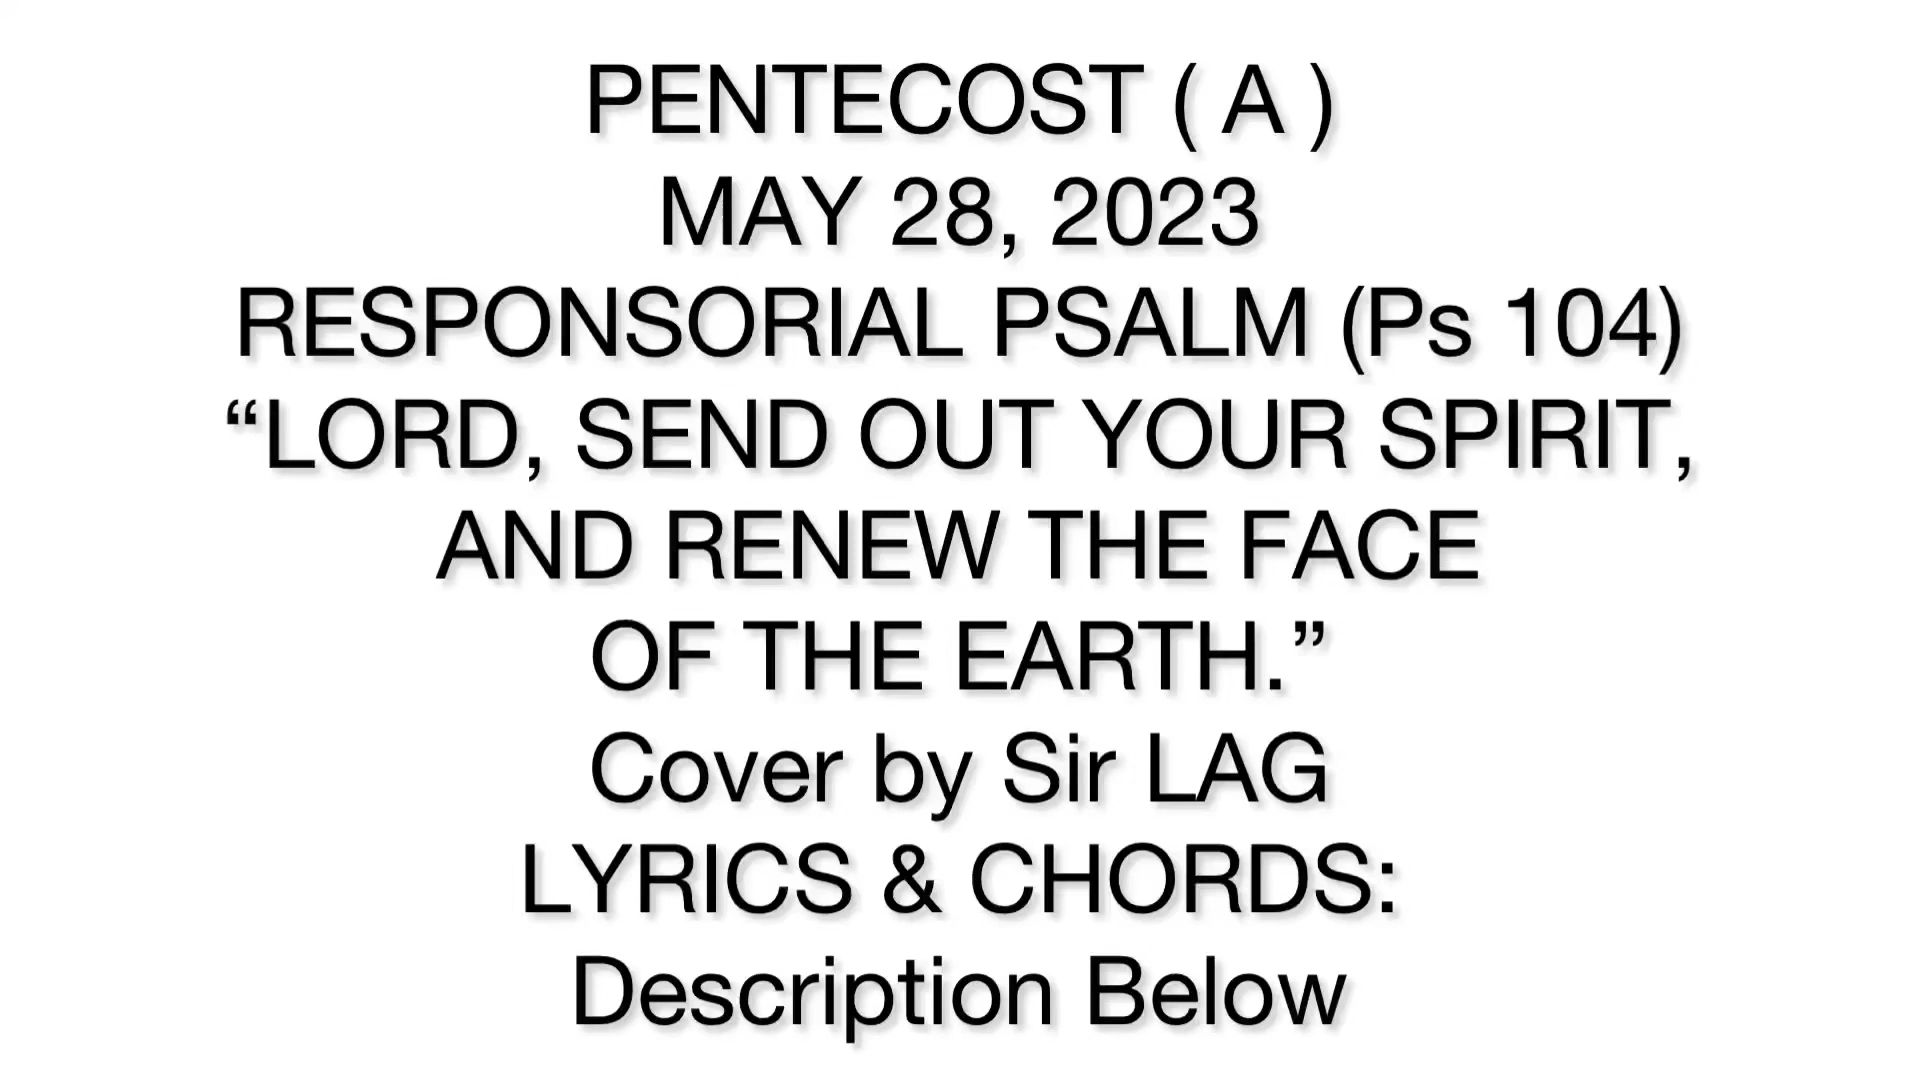 PENTECOST ( A )
MAY 28, 2023
RESPONSORIAL PSALM (Ps 104)
“LORD, SEND OUT YOUR SPIRIT,
AND RENEW THE FACE
OF THE EARTH.”
Cover by Sir LAG
LYRICS & CHORDS:
Description Below